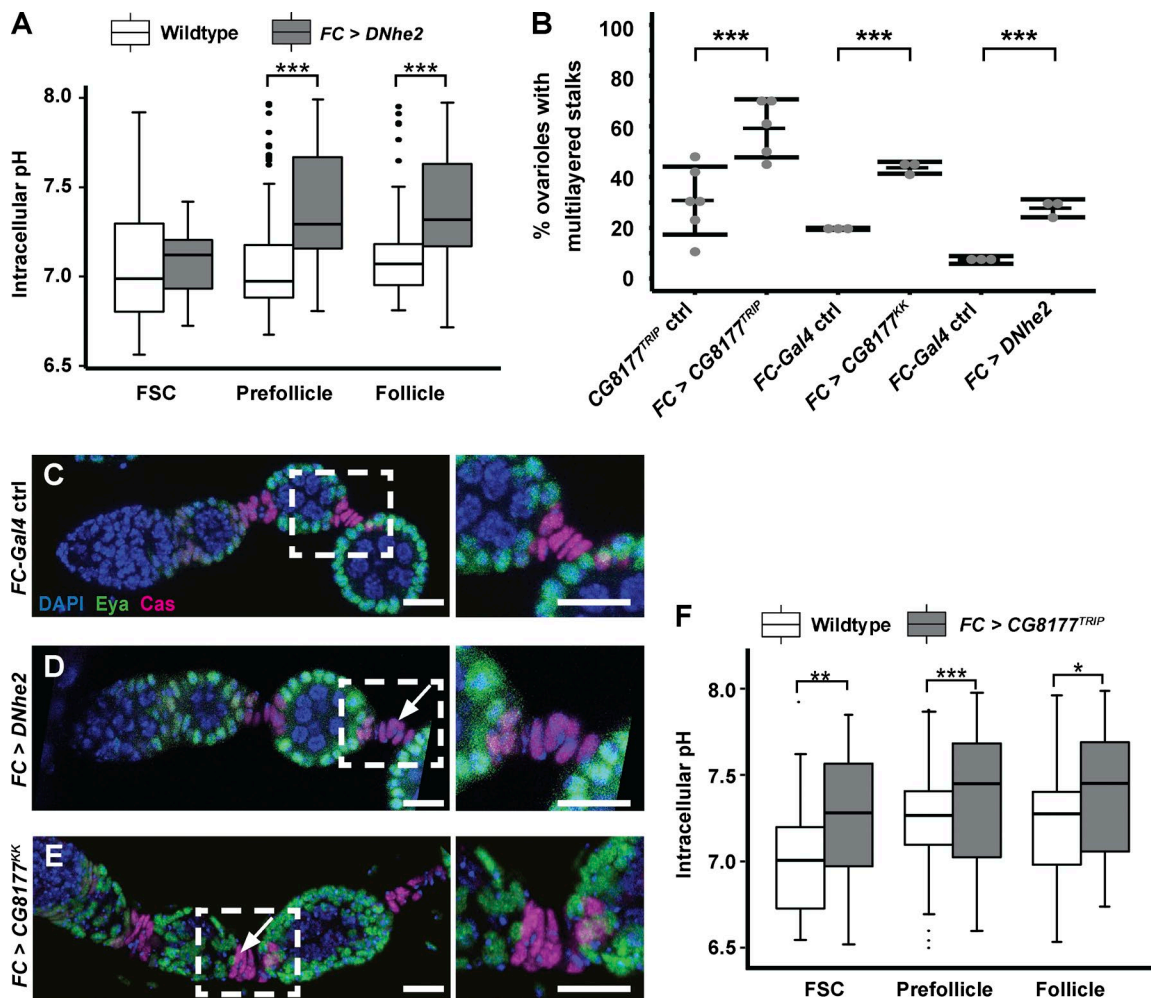 A
Wildtype
FC > DNhe2
***
***
8.0
7.5
7.0
6.5
Intracellular pH
FSC
Prefollicle
Follicle
B
***
***
***
100
80
60
40
20
0
% ovarioles with
multilayered stalks
CG8177TRIP ctrl
FC > CG8177TRIP
FC-Gal4 ctrl
FC > CG8177KK
FC-Gal4 ctrl
FC > DNhe2
C
FC-Gal4 ctrl
DAPI Eya Cas
D
FC > DNhe2
E
FC > CG8177KK
F
Wildtype
FC > CG8177TRIP
**
***
*
8.0
7.5
7.0
6.5
Intracellular pH
FSC
Prefollicle
Follicle